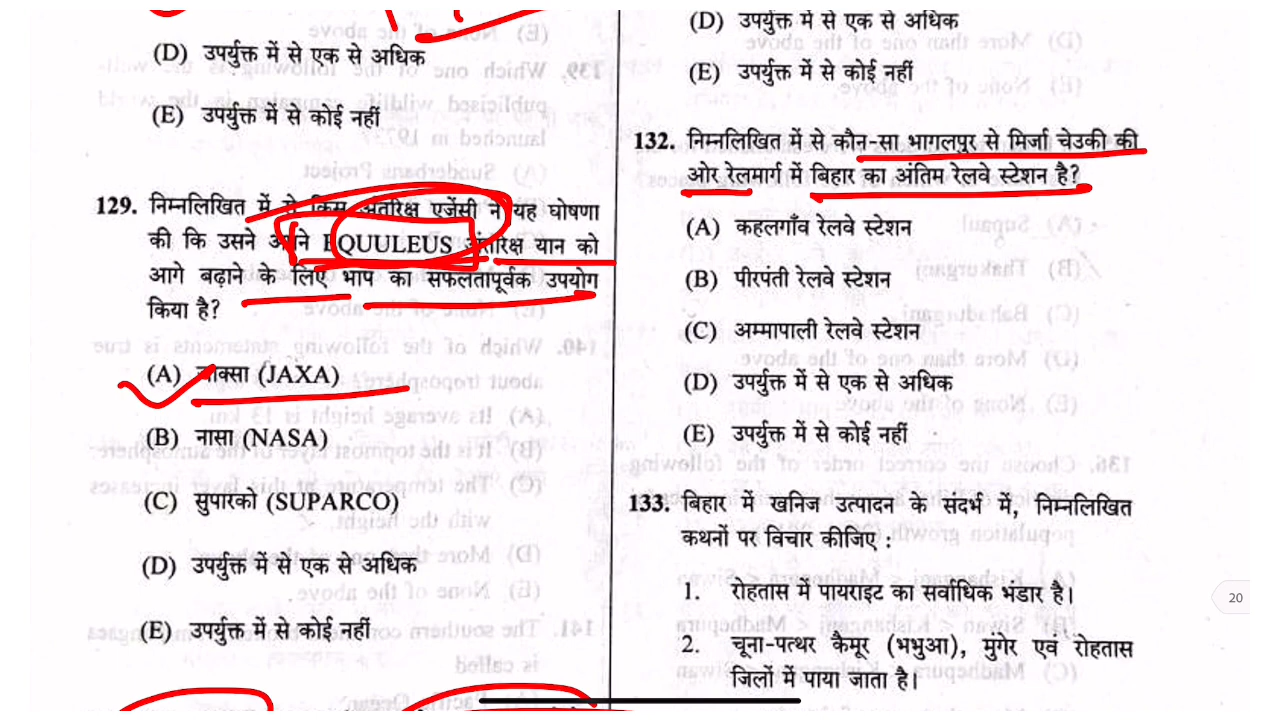 (D) उपर्युक्त में से एक से अधिक
(E) उपर्युक्त में से कोई नहीं
129. निम्नलिखित में से किस अंतरिक्ष एजेंसी ने यह घोषणा
की कि उसने अपने EQUULEUS अंतरिक्ष यान को
आगे बढ़ाने के लिए भाप का सफलतापूर्वक उपयोग
किया है?
(A) जाक्सा (JAXA)
(B) नासा (NASA)
(C) सुपारको (SUPARCO)
(D) उपर्युक्त में से एक से अधिक
(E) उपर्युक्त में से कोई नहीं
(D) उपर्युक्त में से एक से अधिक
(E) उपर्युक्त में से कोई नहीं
132. निम्नलिखित में से कौन-सा भागलपुर से मिर्जा चेउकी की
ओर रेलमार्ग में बिहार का अंतिम रेलवे स्टेशन है?
(A) कहलगाँव रेलवे स्टेशन
(B) पीरपंती रेलवे स्टेशन
(C) अम्मापाली रेलवे स्टेशन
(D) उपर्युक्त में से एक से अधिक
(E) उपर्युक्त में से कोई नहीं
133. बिहार में खनिज उत्पादन के संदर्भ में, निम्नलिखित
कथनों पर विचार कीजिए :
1. रोहतास में पायराइट का सर्वाधिक भंडार है।
2. चूना-पत्थर कैमूर (भभुआ), मुंगेर एवं रोहतास
जिलों में पाया जाता है।
20